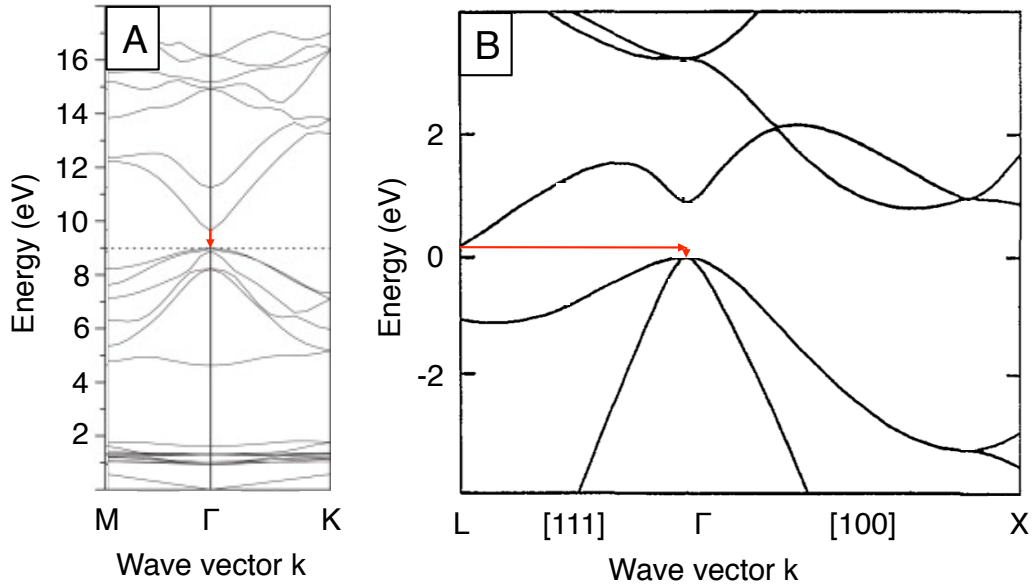 A
16
14
12
10
8
6
4
2
Energy (eV)
M Γ K
Wave vector k
B
2
0
-2
Energy (eV)
L [111] Γ [100] X
Wave vector k